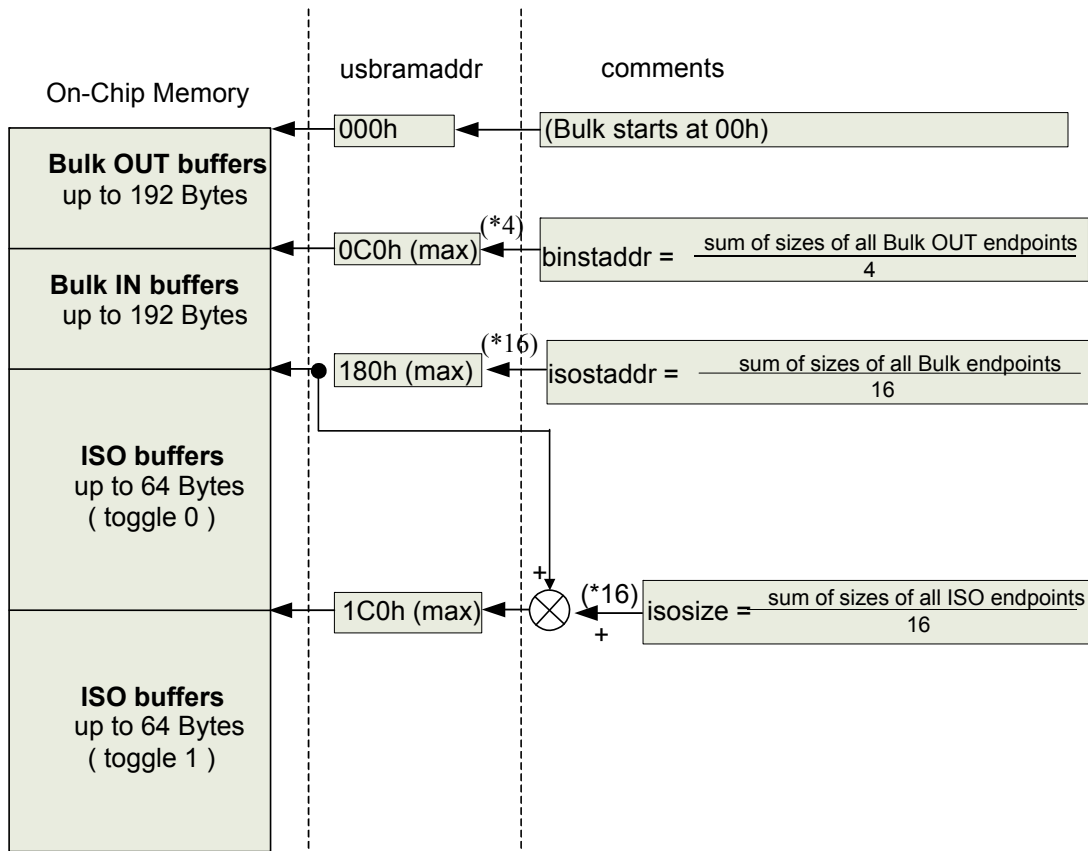 usbramaddr
comments
On-Chip Memory
000h
(Bulk starts at 00h)
Bulk OUT buffers
up to 192 Bytes
(*4)
0C0h (max)
binstaddr =
sum of sizes of all Bulk OUT endpoints
4
Bulk IN buffers
up to 192 Bytes
(*16)
180h (max)
isostaddr =
sum of sizes of all Bulk endpoints
16
ISO buffers
up to 64 Bytes
( toggle 0 )
+
(*16)
1C0h (max)
+
isosize =
sum of sizes of all ISO endpoints
16
ISO buffers
up to 64 Bytes
( toggle 1 )